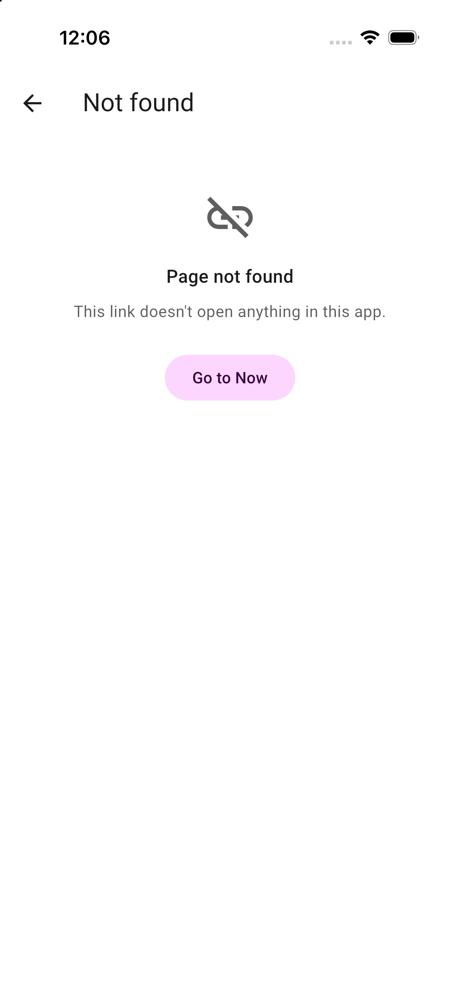 12:06
Not found
Page not found
This link doesn't open anything in this app.
Go to Now